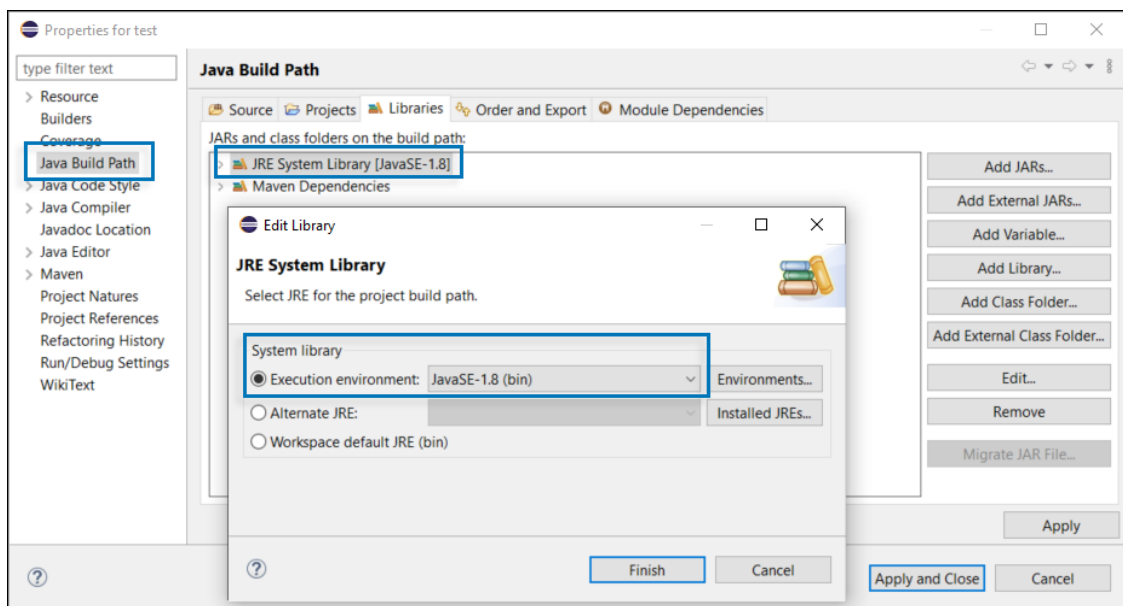 Properties for test
type filter text
Java Build Path
Resource
Builders
Coverage
Java Build Path
Java Code Style
Java Compiler
Javadoc Location
Java Editor
Maven
Project Natures
Project References
Refactoring History
Run/Debug Settings
WikiText
Source Projects Libraries Order and Export Module Dependencies
JARs and class folders on the build path:
JRE System Library [JavaSE-1.8]
Maven Dependencies
Add JARs...
Add External JARs...
Add Variable...
Add Library...
Add Class Folder...
Add External Class Folder...
Edit...
Remove
Migrate JAR File...
Edit Library
JRE System Library
Select JRE for the project build path.
System library
Execution environment: JavaSE-1.8 (bin) Environments...
Alternate JRE: Installed JREs...
Workspace default JRE (bin)
Finish Cancel
Apply
Apply and Close Cancel